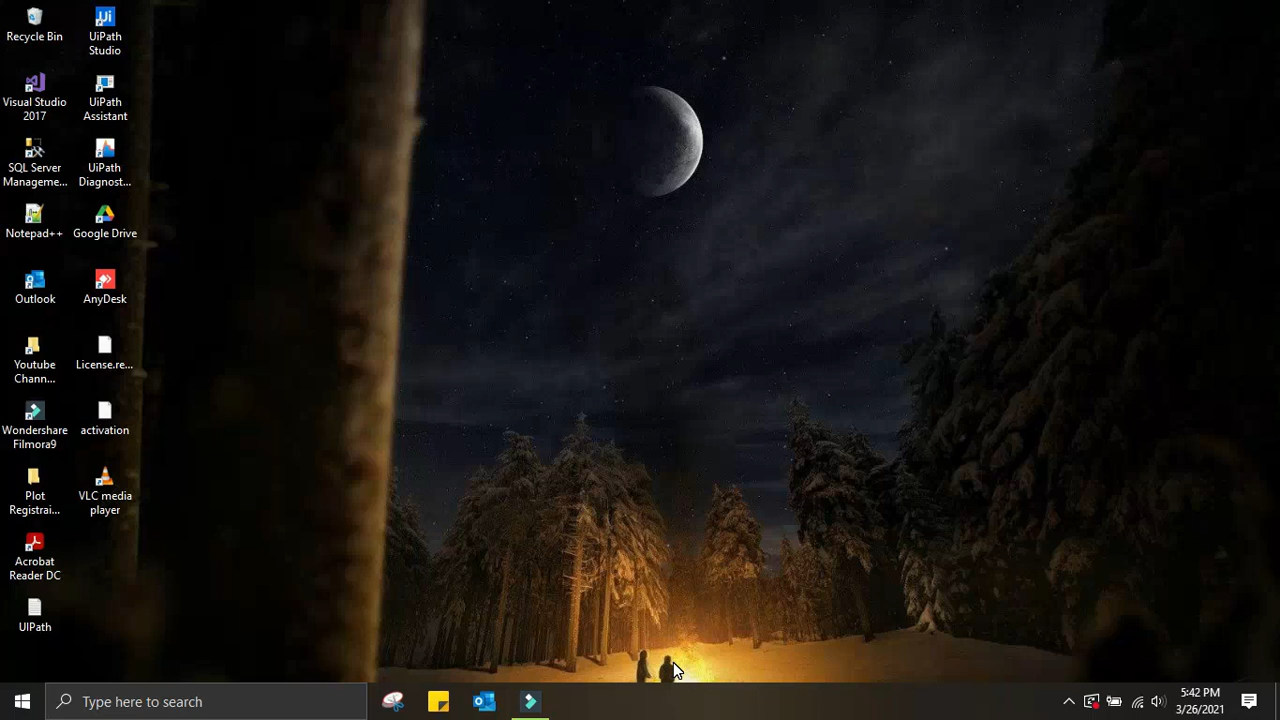 Recycle Bin
Ui
UiPath
Studio
Visual Studio
2017
UiPath
Assistant
SQL Server
Manageme...
UiPath
Diagnost...
Notepad++
Google Drive
Outlook
AnyDesk
Youtube
Chann...
License.re...
Wondershare
Filmora9
activation
Plot
Registrai...
VLC media
player
Acrobat
Reader DC
UIPath
Type here to search
5:42 PM
3/26/2021